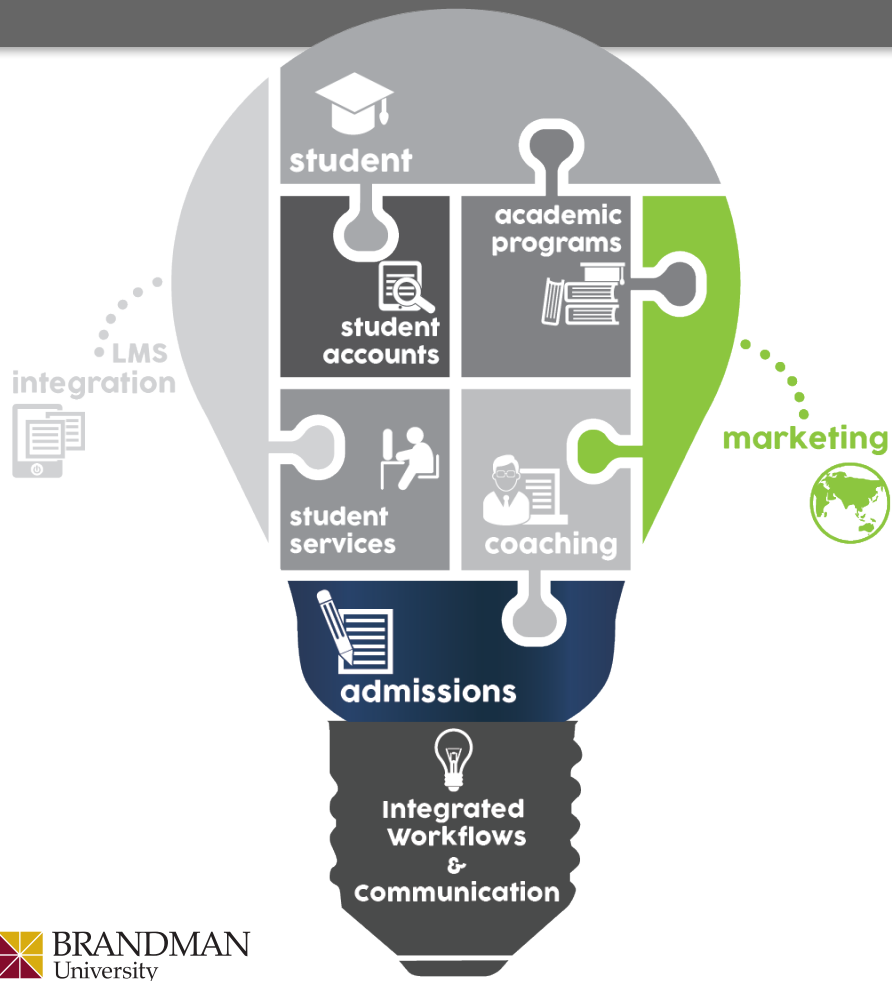 student
academic
programs
student
accounts
LMS
integration
marketing
student
services
coaching
admissions
Integrated
Workflows
&
Communication
BRANDMAN
University